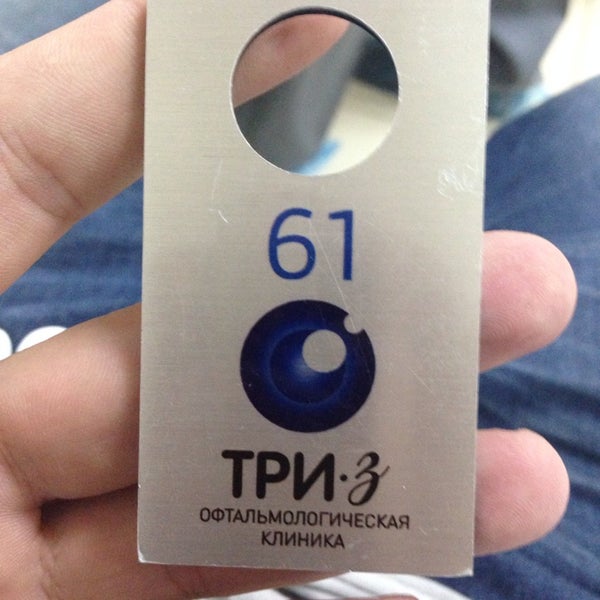 61
ТРИ·З
ОФТАЛЬМОЛОГИЧЕСКАЯ
КЛИНИКА